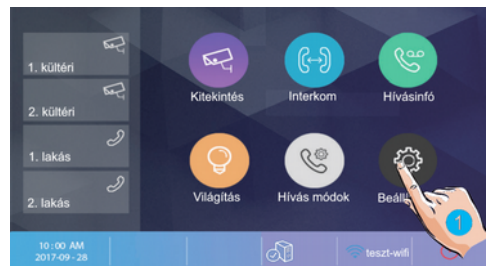 1. kültéri
2. kültéri
1. lakás
2. lakás
Kitekintés
Interkom
Hívásinfó
Világítás
Hívás módok
Beáll
1
10:00 AM
2017-09-28
teszt-wifi